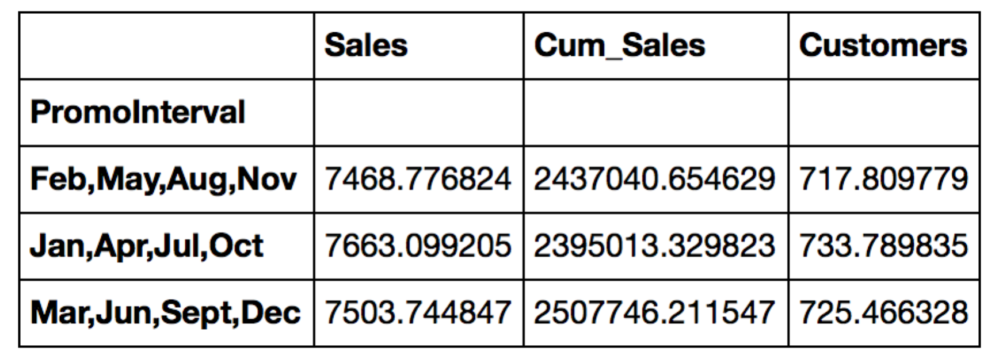 Sales Cum_Sales Customers
PromoInterval
Feb,May,Aug,Nov 7468.776824 2437040.654629 717.809779
Jan,Apr,Jul,Oct 7663.099205 2395013.329823 733.789835
Mar,Jun,Sept,Dec 7503.744847 2507746.211547 725.466328